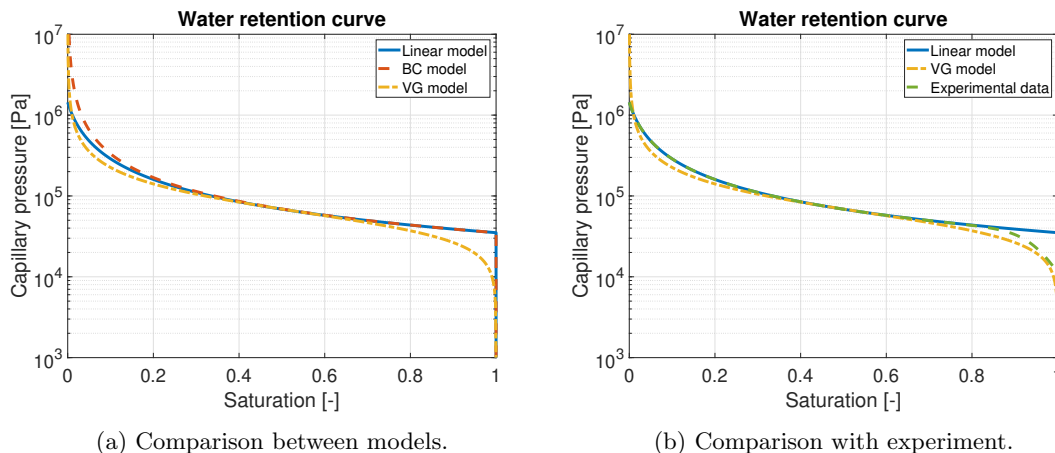 Water retention curve
Capillary pressure [Pa]
10^7
10^6
10^5
10^4
10^3
Linear model
BC model
VG model
0 0.2 0.4 0.6 0.8 1
Saturation [-]
(a) Comparison between models.
Water retention curve
Capillary pressure [Pa]
10^7
10^6
10^5
10^4
10^3
Linear model
VG model
Experimental data
0 0.2 0.4 0.6 0.8 1
Saturation [-]
(b) Comparison with experiment.